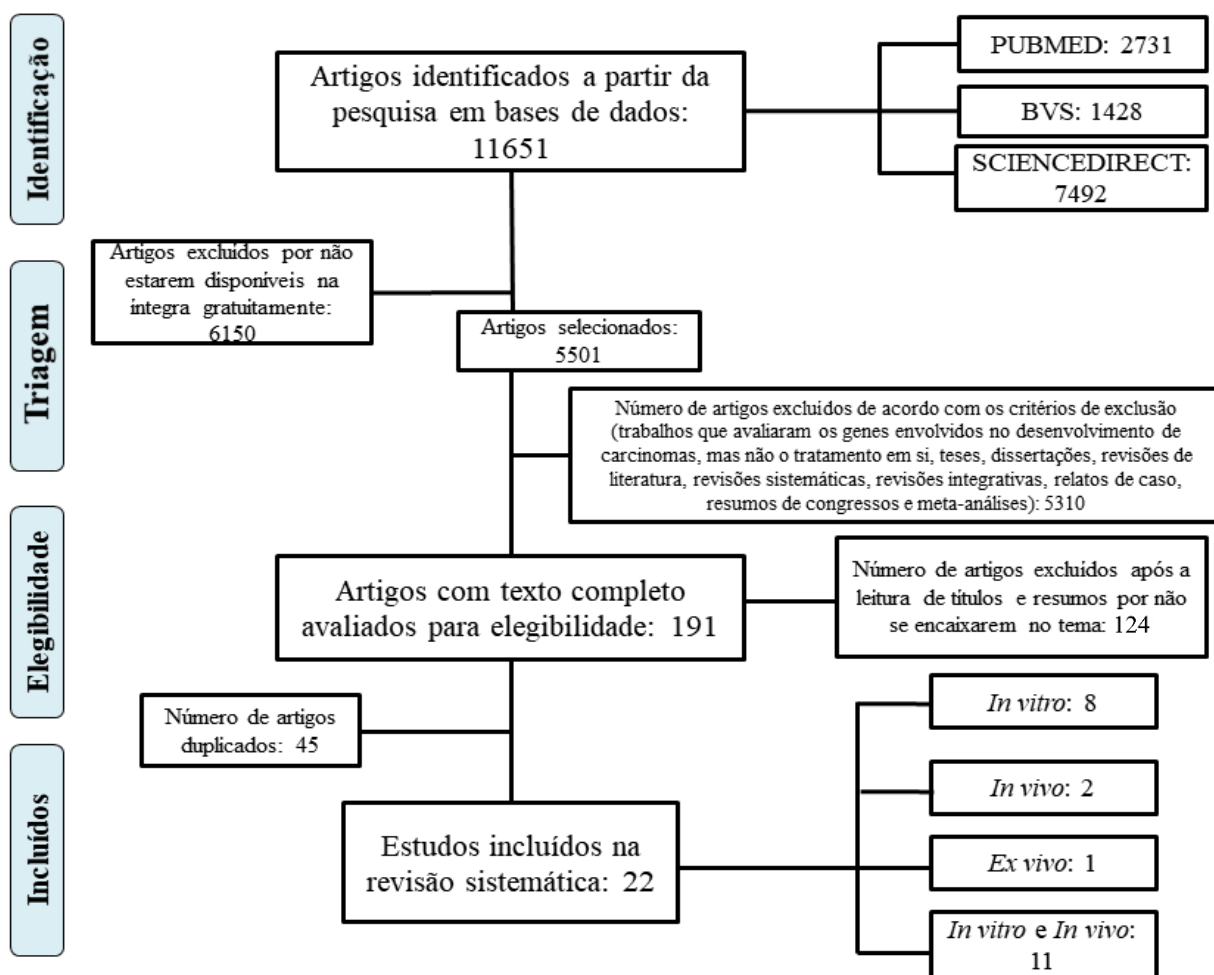 Identificação
Artigos identificados a partir da
pesquisa em bases de dados:
11651
PUBMED: 2731
BVS: 1428
SCIENCEDIRECT:
7492
Triagem
Artigos excluídos por não
estarem disponíveis na
íntegra gratuitamente:
6150
Artigos selecionados:
5501
Número de artigos excluídos de acordo com os critérios de exclusão
(trabalhos que avaliaram os genes envolvidos no desenvolvimento de
carcinomas, mas não o tratamento em si, teses, dissertações, revisões de
literatura, revisões sistemáticas, revisões integrativas, relatos de caso,
resumos de congressos e meta-análises): 5310
Elegibilidade
Artigos com texto completo
avaliados para elegibilidade: 191
Número de artigos excluídos após a
leitura de títulos e resumos por não
se encaixarem no tema: 124
Número de artigos
duplicados: 45
Incluídos
Estudos incluídos na
revisão sistemática: 22
In vitro: 8
In vivo: 2
Ex vivo: 1
In vitro e In vivo:
11